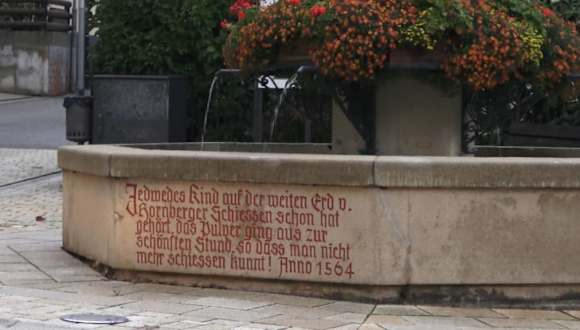 Jedwedes Kind auf der weiten Erd v.
Hornberger Schiessen schon hat
gehört, das Pulver ging aus zur
schönsten Stund, so dass man nicht
mehr schiessen kunnt! Anno 1564